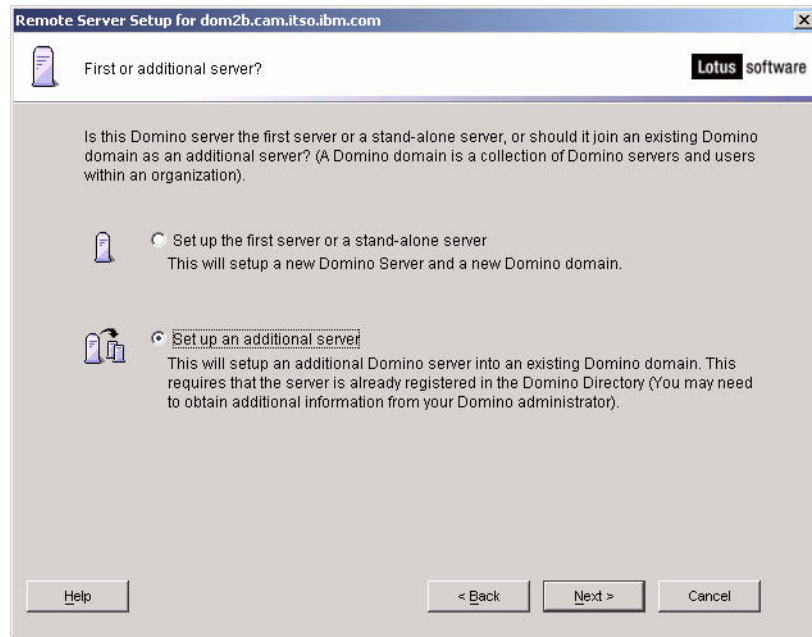 Remote Server Setup for dom2b.cam.itso.ibm.com
First or additional server?
Lotus software
Is this Domino server the first server or a stand-alone server, or should it join an existing Domino
domain as an additional server? (A Domino domain is a collection of Domino servers and users
within an organization).
Set up the first server or a stand-alone server
This will setup a new Domino Server and a new Domino domain.
Set up an additional server
This will setup an additional Domino server into an existing Domino domain. This
requires that the server is already registered in the Domino Directory (You may need
to obtain additional information from your Domino administrator).
Help
< Back
Next >
Cancel